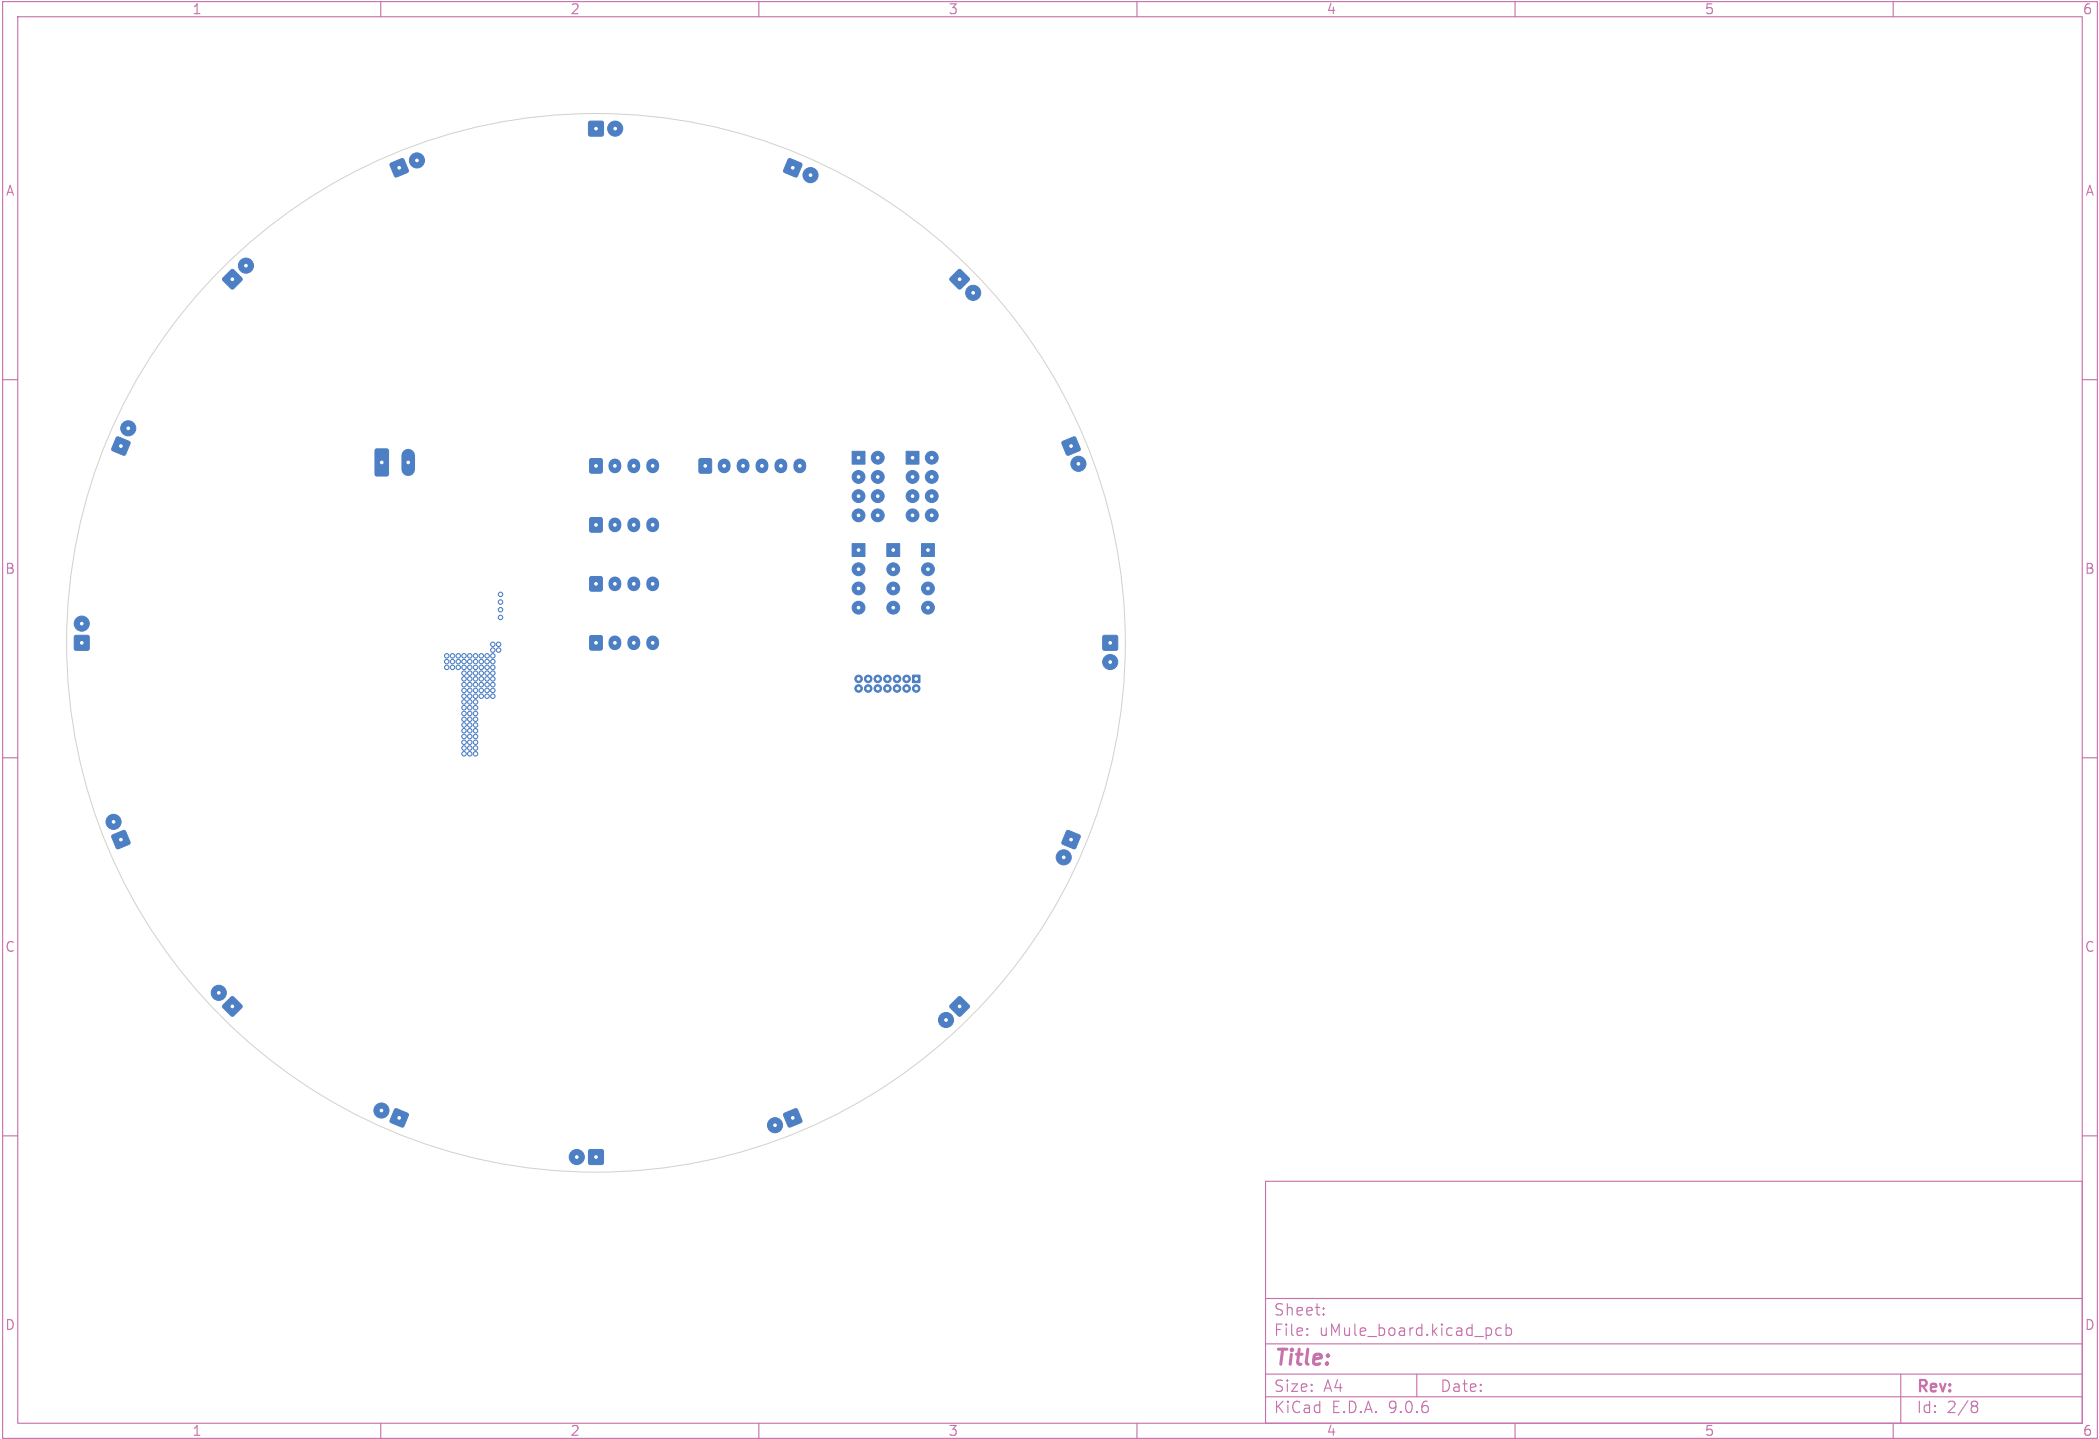 1 2 3 4 5 6
A A
B B
C C
Sheet:
File: uMule_board.kicad_pcb
D D
Title:
Size: A4 Date: Rev:
KiCad E.D.A. 9.0.6 Id: 2/8
1 2 3 4 5 6